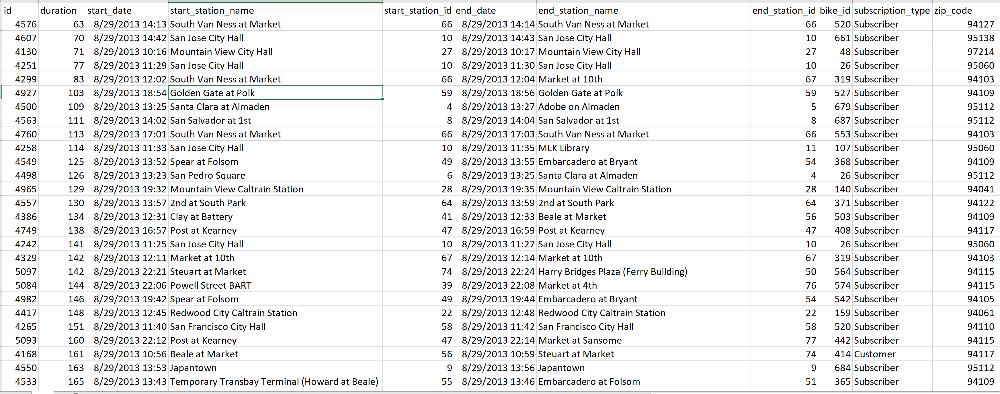 id duration start_date start_station_name start_station_id end_date end_station_name end_station_id bike_id subscription_type zip_code
4576 63 8/29/2013 14:13 South Van Ness at Market 66 8/29/2013 14:14 South Van Ness at Market 66 520 Subscriber 94127
4607 70 8/29/2013 14:42 San Jose City Hall 10 8/29/2013 14:43 San Jose City Hall 10 661 Subscriber 95138
4130 71 8/29/2013 10:16 Mountain View City Hall 27 8/29/2013 10:17 Mountain View City Hall 27 48 Subscriber 97214
4251 77 8/29/2013 11:29 San Jose City Hall 10 8/29/2013 11:30 San Jose City Hall 10 26 Subscriber 95060
4299 83 8/29/2013 12:02 South Van Ness at Market 66 8/29/2013 12:04 Market at 10th 67 319 Subscriber 94103
4927 103 8/29/2013 18:54 Golden Gate at Polk 59 8/29/2013 18:56 Golden Gate at Polk 59 527 Subscriber 94109
4500 109 8/29/2013 13:25 Santa Clara at Almaden 4 8/29/2013 13:27 Adobe on Almaden 5 679 Subscriber 95112
4563 111 8/29/2013 14:02 San Salvador at 1st 8 8/29/2013 14:04 San Salvador at 1st 8 687 Subscriber 95112
4760 113 8/29/2013 17:01 South Van Ness at Market 66 8/29/2013 17:03 South Van Ness at Market 66 553 Subscriber 94103
4258 114 8/29/2013 11:33 San Jose City Hall 10 8/29/2013 11:35 MLK Library 11 107 Subscriber 95060
4549 125 8/29/2013 13:52 Spear at Folsom 49 8/29/2013 13:55 Embarcadero at Bryant 54 368 Subscriber 94109
4498 126 8/29/2013 13:23 San Pedro Square 6 8/29/2013 13:25 Santa Clara at Almaden 4 26 Subscriber 95112
4965 129 8/29/2013 19:32 Mountain View Caltrain Station 28 8/29/2013 19:35 Mountain View Caltrain Station 28 140 Subscriber 94041
4557 130 8/29/2013 13:57 2nd at South Park 64 8/29/2013 13:59 2nd at South Park 64 371 Subscriber 94122
4386 134 8/29/2013 12:31 Clay at Battery 41 8/29/2013 12:33 Beale at Market 56 503 Subscriber 94109
4749 138 8/29/2013 16:57 Post at Kearney 47 8/29/2013 16:59 Post at Kearney 47 408 Subscriber 94117
4242 141 8/29/2013 11:25 San Jose City Hall 10 8/29/2013 11:27 San Jose City Hall 10 26 Subscriber 95060
4329 142 8/29/2013 12:11 Market at 10th 67 8/29/2013 12:14 Market at 10th 67 319 Subscriber 94103
5097 142 8/29/2013 22:21 Steuart at Market 74 8/29/2013 22:24 Harry Bridges Plaza (Ferry Building) 50 564 Subscriber 94115
5084 144 8/29/2013 22:06 Powell Street BART 39 8/29/2013 22:08 Market at 4th 76 574 Subscriber 94115
4982 146 8/29/2013 19:42 Spear at Folsom 49 8/29/2013 19:44 Embarcadero at Bryant 54 542 Subscriber 94105
4417 148 8/29/2013 12:45 Redwood City Caltrain Station 22 8/29/2013 12:48 Redwood City Caltrain Station 22 159 Subscriber 94061
4265 151 8/29/2013 11:40 San Francisco City Hall 58 8/29/2013 11:42 San Francisco City Hall 58 520 Subscriber 94110
5093 160 8/29/2013 22:12 Post at Kearney 47 8/29/2013 22:14 Market at Sansome 77 442 Subscriber 94115
4168 161 8/29/2013 10:56 Beale at Market 56 8/29/2013 10:59 Steuart at Market 74 414 Customer 94117
4550 163 8/29/2013 13:53 Japantown 9 8/29/2013 13:56 Japantown 9 684 Subscriber 95112
4533 165 8/29/2013 13:43 Temporary Transbay Terminal (Howard at Beale) 55 8/29/2013 13:46 Embarcadero at Folsom 51 365 Subscriber 94109